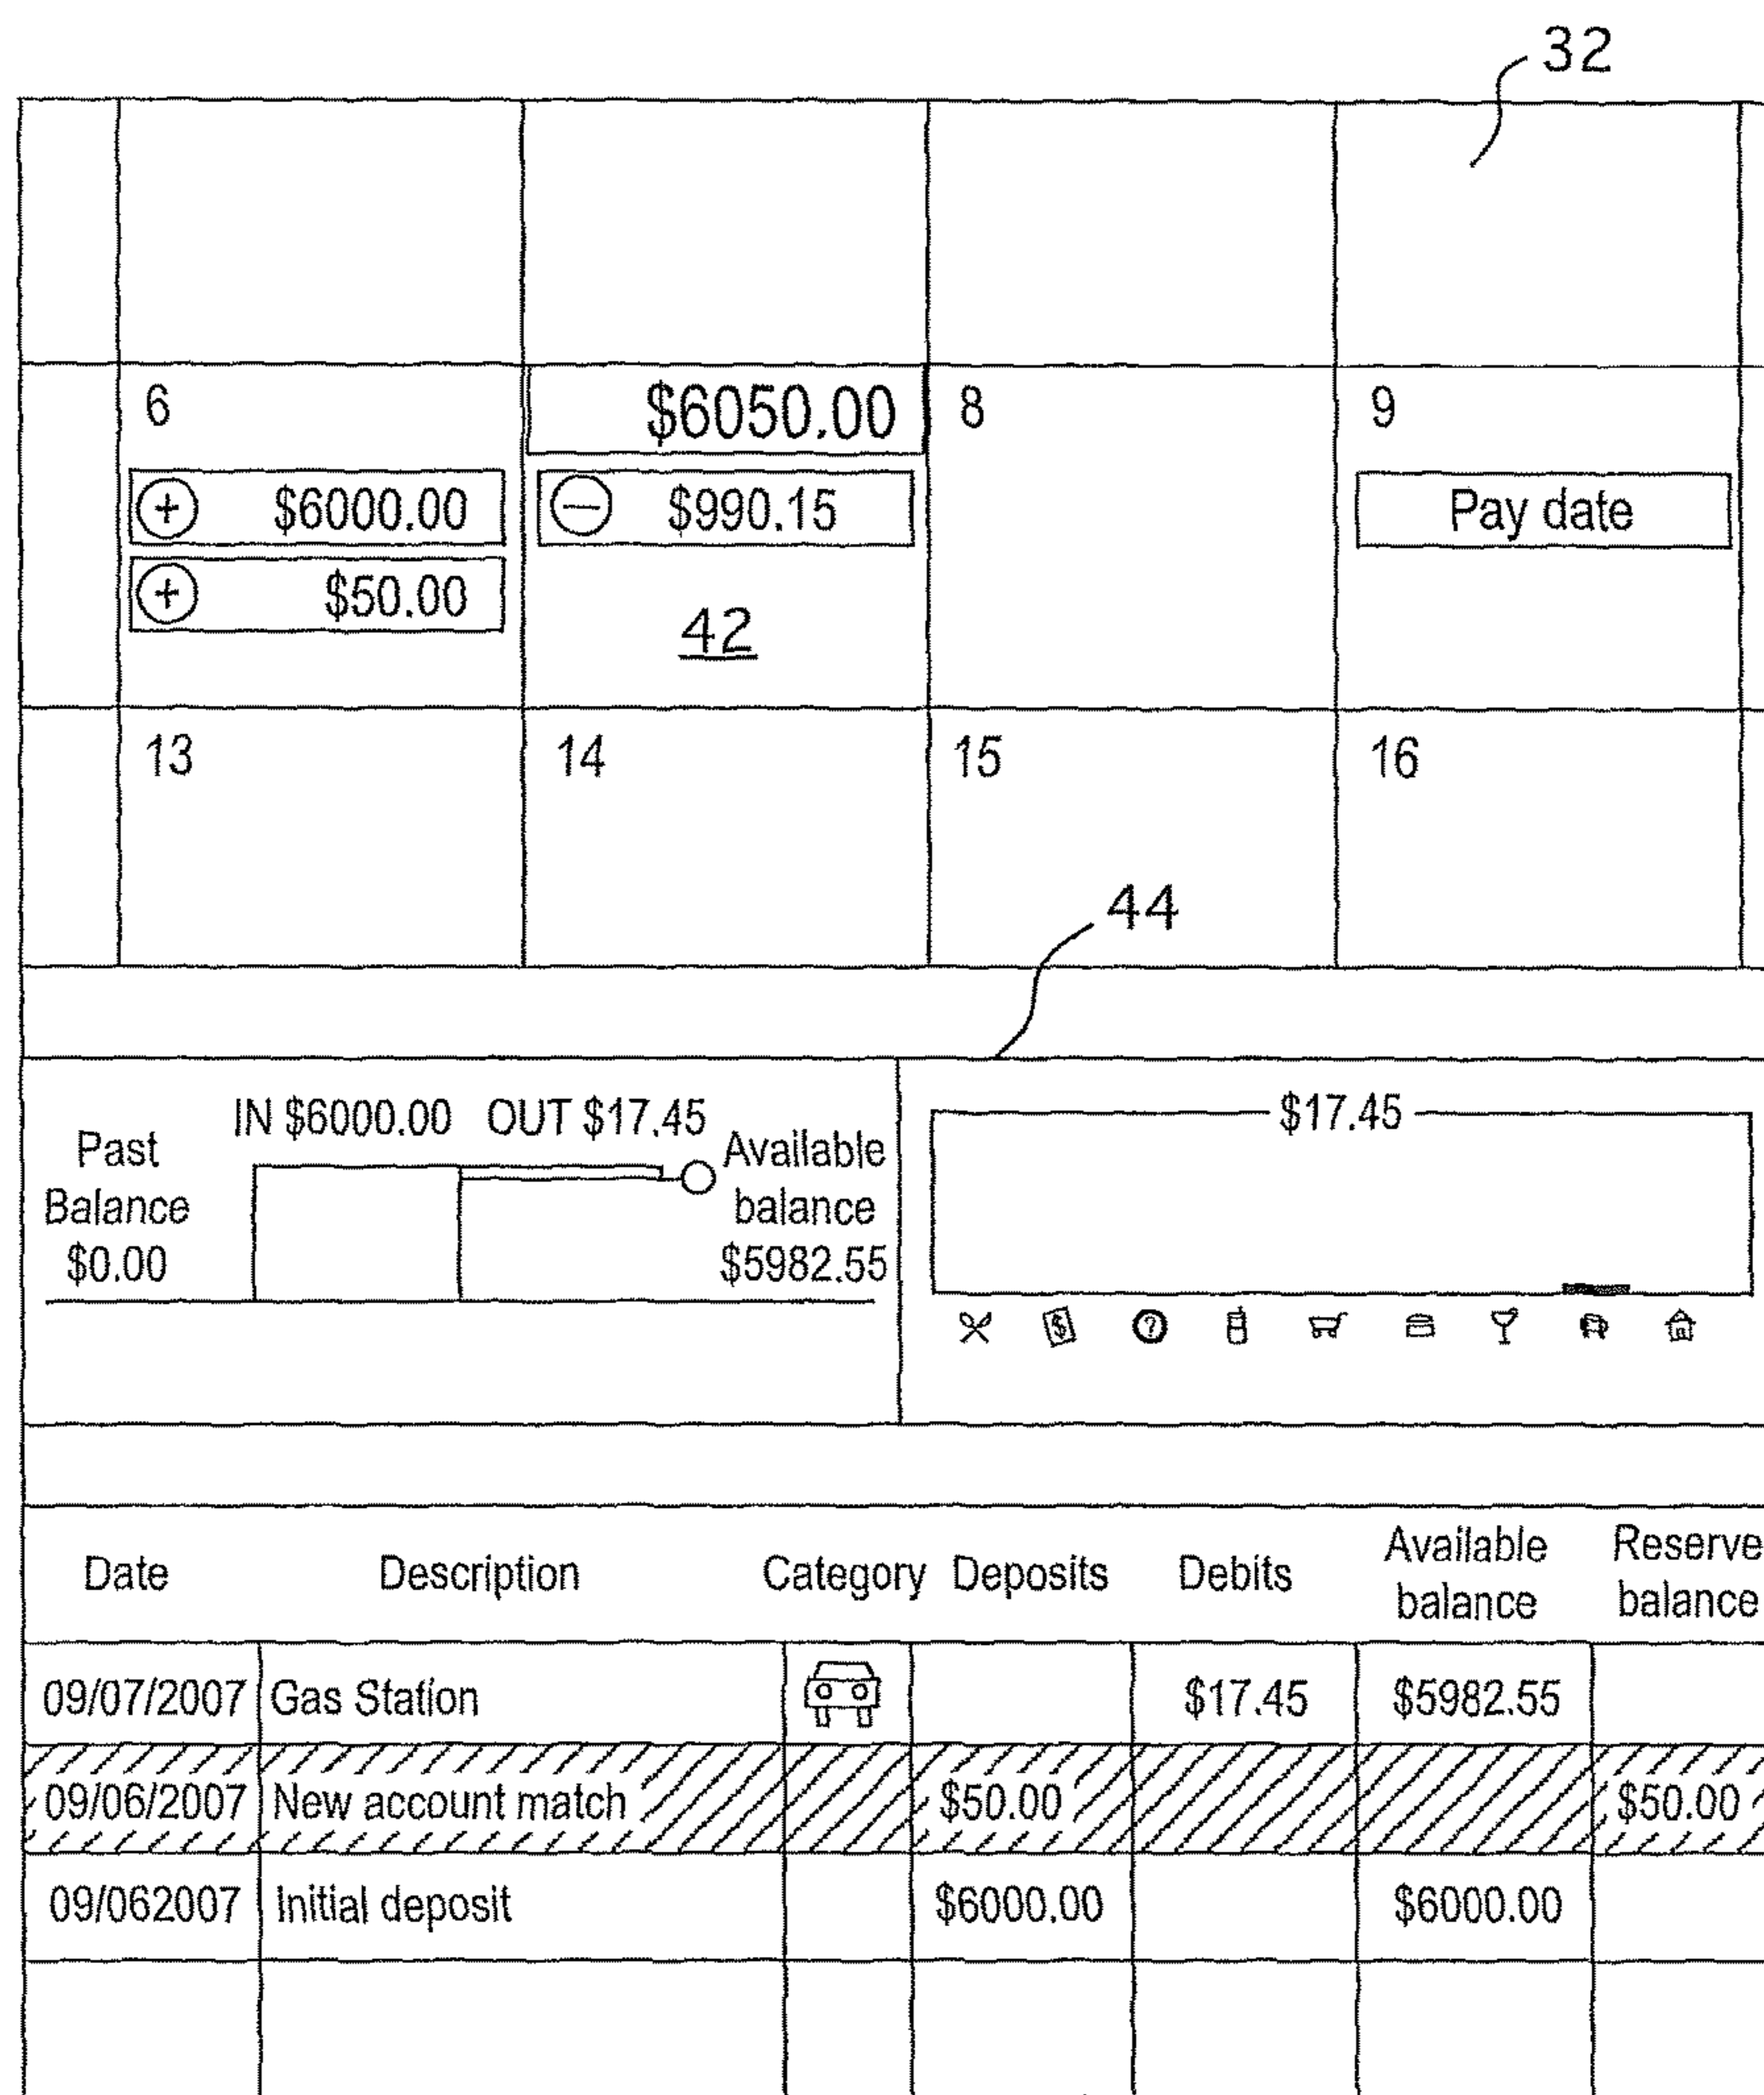 32
6
$6050.00
8
9
+ $6000.00
− $990.15
Pay date
+ $50.00
42
13
14
15
16
44
IN $6000.00 OUT $17.45
Past
Balance
$0.00
Available
balance
$5982.55
$17.45
$
?
Date
Description
Category
Deposits
Debits
Available
balance
Reserve
balance
09/07/2007 Gas Station $17.45 $5982.55
09/06/2007 New account match $50.00 $50.00
09/062007 Initial deposit $6000.00 $6000.00